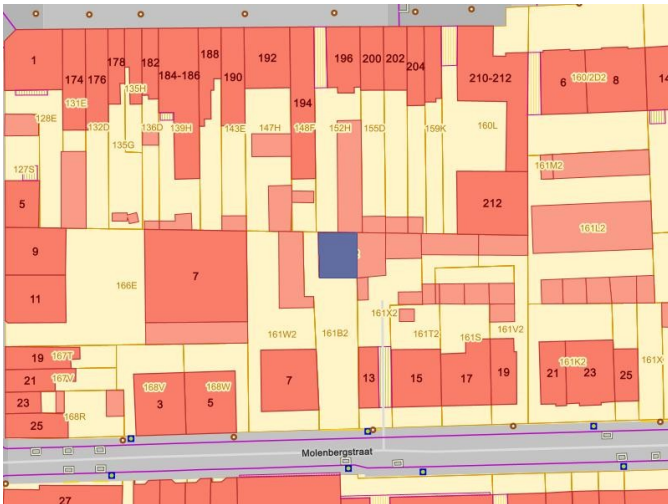 1
174
176
178
182
184-186
188
190
192
194
196
200
202
204
210-212
6
160/2D2
8
14
131E
135H
128E
132D
136D
139H
143E
147H
148F
152H
155D
159K
160L
135G
127S
161M2
5
212
161L2
9
7
11
166E
161X2
161W2
161B2
161T2
161S
161V2
19
167T
161K2
161X
21
167V
7
13
15
17
19
21
23
25
168V
168W
3
5
23
168R
25
Molenbergstraat
27